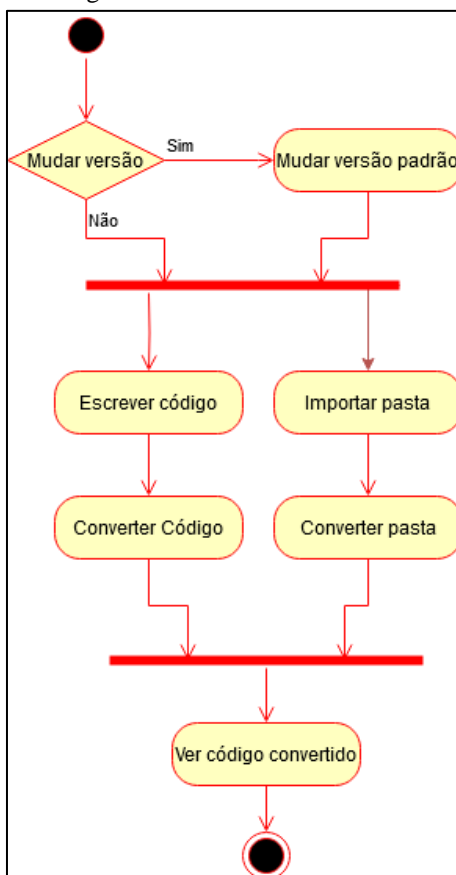 Mudar versão
Sim
Mudar versão padrão
Não
Escrever código
Importar pasta
Converter Código
Converter pasta
Ver código convertido